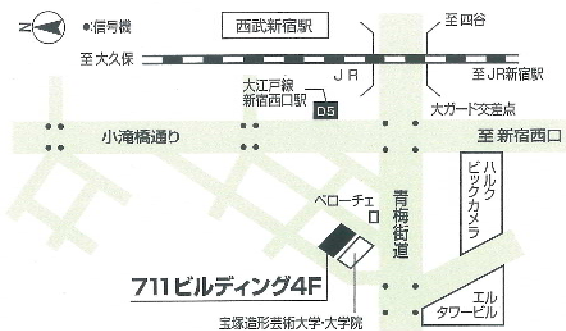 N
●:信号機
西武新宿駅
至四谷
至大久保
JR
至JR新宿駅
大江戸線
新宿西口駅
05
大ガード交差点
小滝橋通り
至新宿西口
ハルク
ビックカメラ
ベローチェ
青梅街道
711ビルディング4F
エル
タワービル
宝塚造形芸術大学・大学院